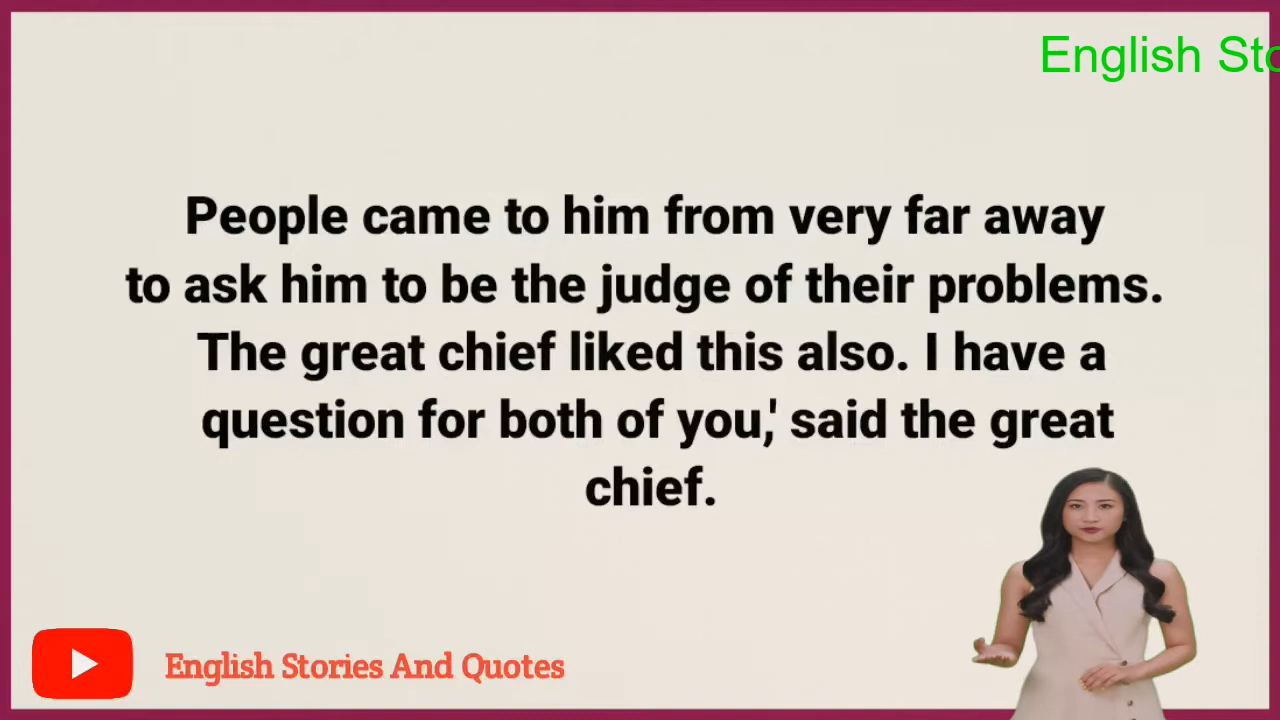 English Sto
People came to him from very far away
to ask him to be the judge of their problems.
The great chief liked this also. I have a
question for both of you,' said the great
chief.
English Stories And Quotes